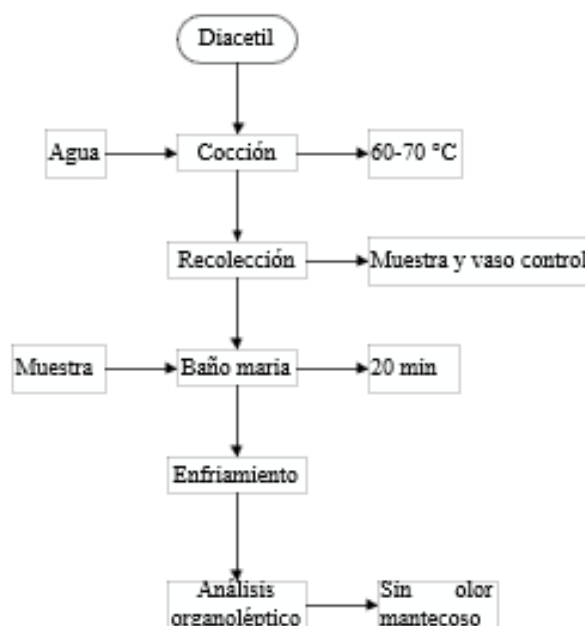 Diacetil
Agua
Cocción
60-70 °C
Recolección
Muestra y vaso control
Muestra
Baño maria
20 min
Enfriamiento
Análisis
organoléptico
Sin olor
mantecoso